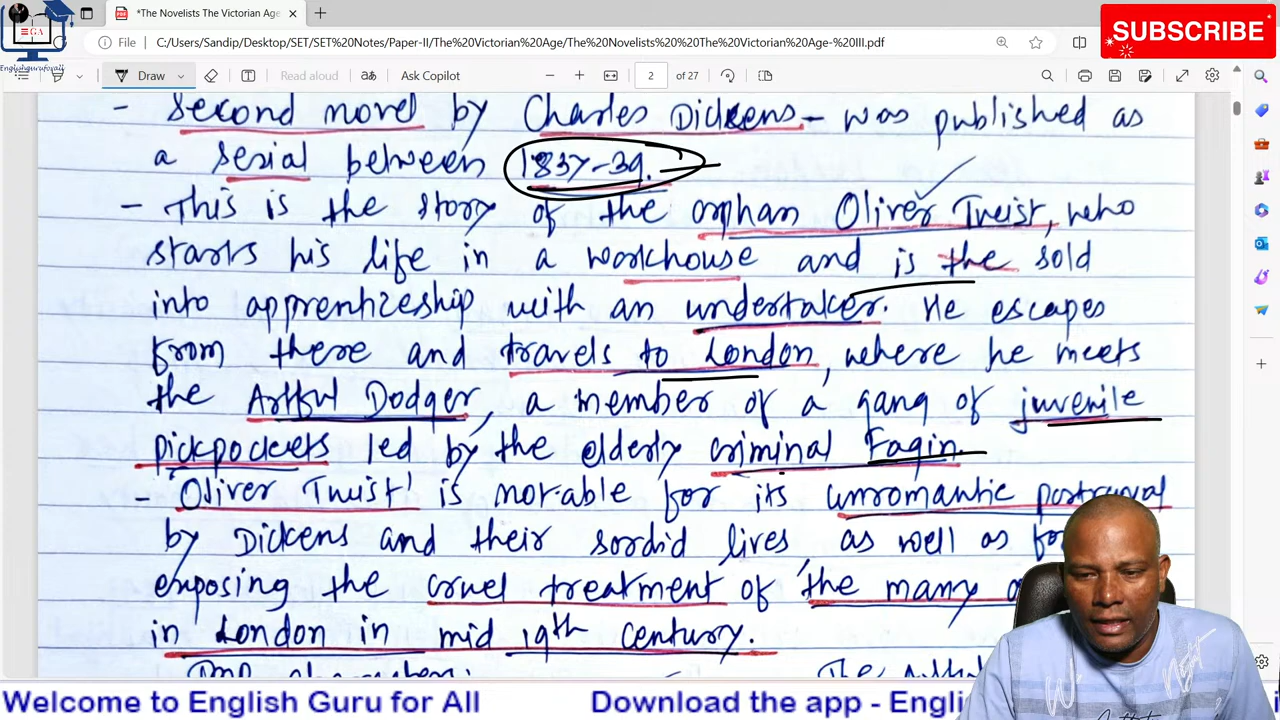 *The Novelists The Victorian Age
File C:/Users/Sandip/Desktop/SET/SET%20Notes/Paper-II/The%20Victorian%20Age/The%20Novelists%20%20The%20Victorian%20Age-%20III.pdf
SUBSCRIBE
EGA
Englishguruforall
Draw Read aloud Ask Copilot 2 of 27
- Second novel by Charles Dickens - was published as
a serial between 1837-39.
- This is the story of the orphan Oliver Twist, who
starts his life in a workhouse and is the sold
into apprenticeship with an undertaker. He escapes
from there and travels to London, where he meets
the Artful Dodger, a member of a gang of juvenile
pickpockets led by the elderly criminal Fagin.
- 'Oliver Twist' is notable for its unromantic portrayal
by Dickens and their sordid lives, as well as for
exposing the cruel treatment of the many
in London in mid 19th century.
Welcome to English Guru for All Download the app - Engli